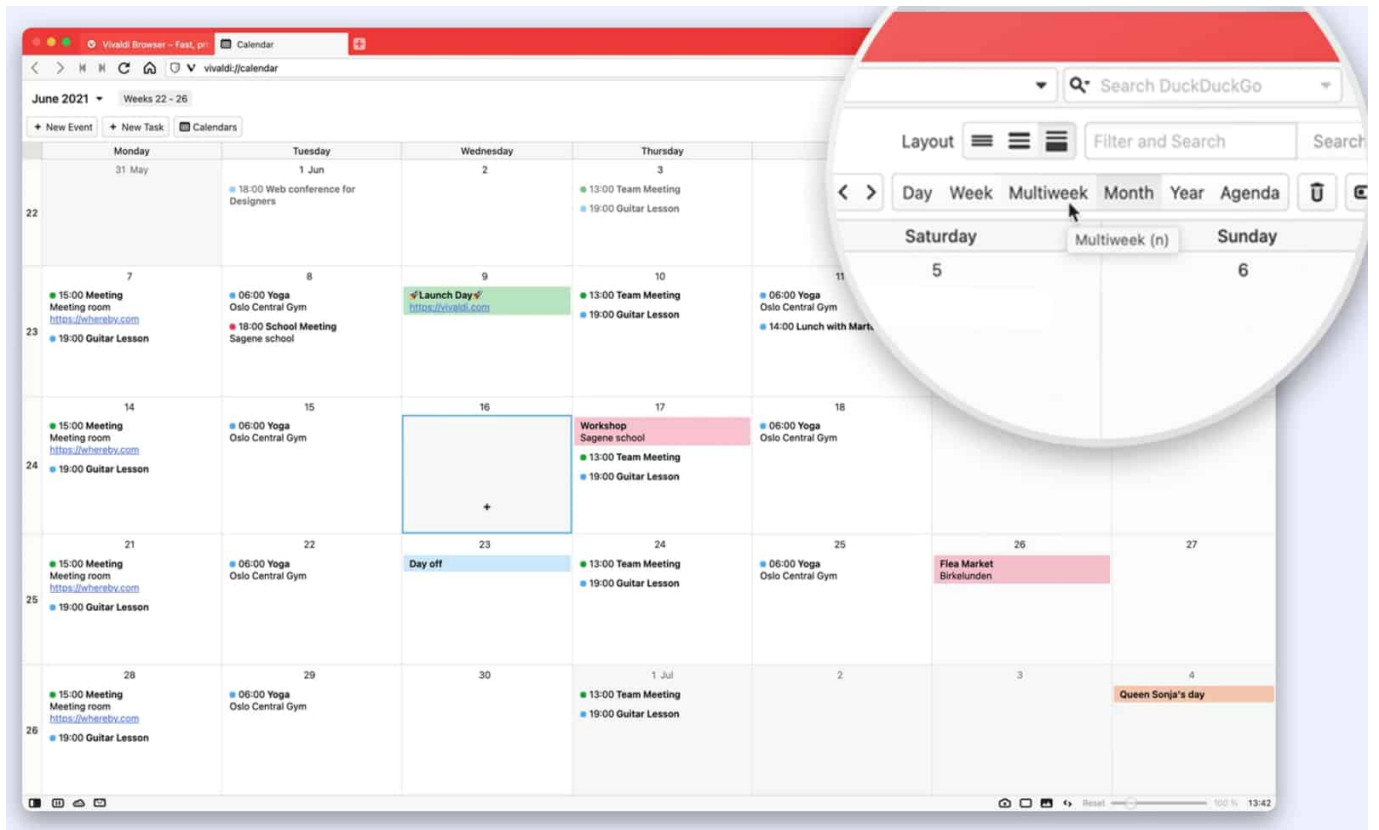 Vivaldi Browser – Fast, pri
Calendar
vivaldi://calendar
Search DuckDuckGo
June 2021
Weeks 22 - 26
Layout
Filter and Search
Search
+ New Event
+ New Task
Calendars
Day Week Multiweek Month Year Agenda
Multiweek (n)
Monday Tuesday Wednesday Thursday Saturday Sunday
22
31 May
1 Jun
18:00 Web conference for
Designers
2
3
13:00 Team Meeting
19:00 Guitar Lesson
5
6
23
7
15:00 Meeting
Meeting room
https://whereby.com
19:00 Guitar Lesson
8
06:00 Yoga
Oslo Central Gym
18:00 School Meeting
Sagene school
9
🚀Launch Day🚀
https://vivaldi.com
10
13:00 Team Meeting
19:00 Guitar Lesson
11
06:00 Yoga
Oslo Central Gym
14:00 Lunch with
24
14
15:00 Meeting
Meeting room
https://whereby.com
19:00 Guitar Lesson
15
06:00 Yoga
Oslo Central Gym
16
+
17
Workshop
Sagene school
13:00 Team Meeting
19:00 Guitar Lesson
18
06:00 Yoga
Oslo Central Gym
25
21
15:00 Meeting
Meeting room
https://whereby.com
19:00 Guitar Lesson
22
06:00 Yoga
Oslo Central Gym
23
Day off
24
13:00 Team Meeting
19:00 Guitar Lesson
25
06:00 Yoga
Oslo Central Gym
26
Flea Market
Birkelunden
27
26
28
15:00 Meeting
Meeting room
https://whereby.com
19:00 Guitar Lesson
29
06:00 Yoga
Oslo Central Gym
30
1 Jul
13:00 Team Meeting
19:00 Guitar Lesson
2
3
4
Queen Sonja's day
Reset
100 %
13:42